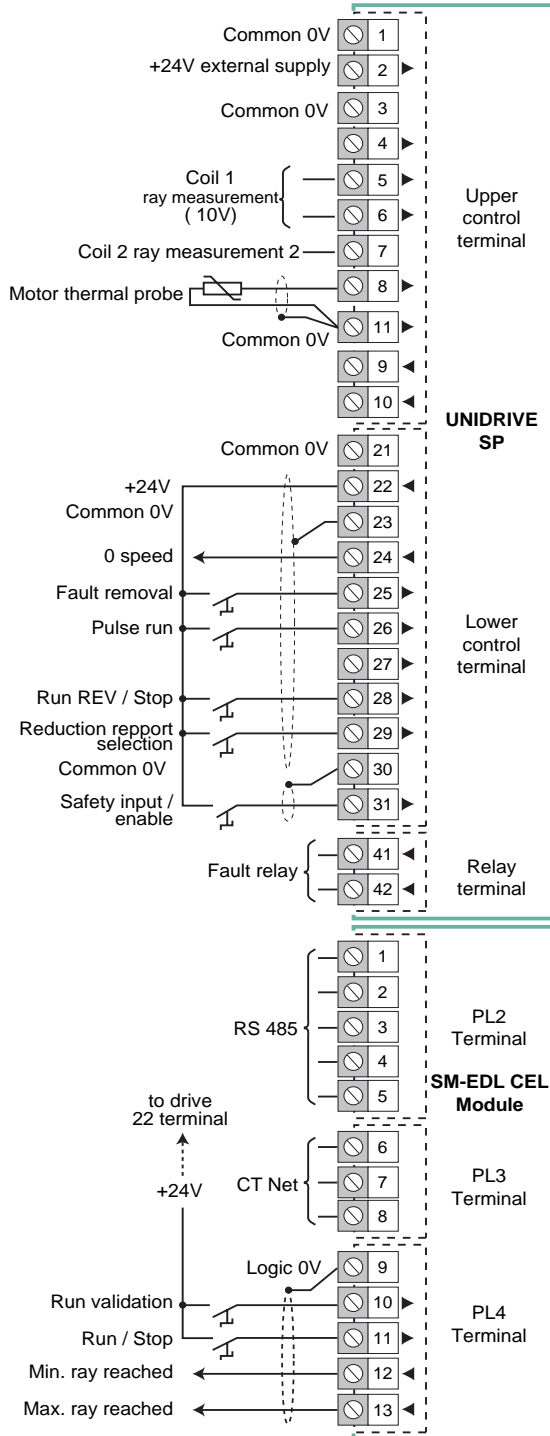 Common 0V 1
+24V external supply 2
Common 0V 3
4
Coil 1
ray measurement
( 10V)
5
6
Upper
control
terminal
Coil 2 ray measurement 2 7
Motor thermal probe 8
11
Common 0V
9
10
UNIDRIVE
SP
Common 0V 21
+24V 22
Common 0V 23
0 speed 24
Fault removal 25
Pulse run 26
27
Lower
control
terminal
Run REV / Stop 28
Reduction repport
selection
29
Common 0V 30
Safety input /
enable
31
Fault relay
41
42
Relay
terminal
RS 485
1
2
3
4
5
PL2
Terminal
SM-EDL CEL
Module
to drive
22 terminal
+24V
CT Net
6
7
8
PL3
Terminal
Logic 0V 9
Run validation 10
Run / Stop 11
Min. ray reached 12
Max. ray reached 13
PL4
Terminal